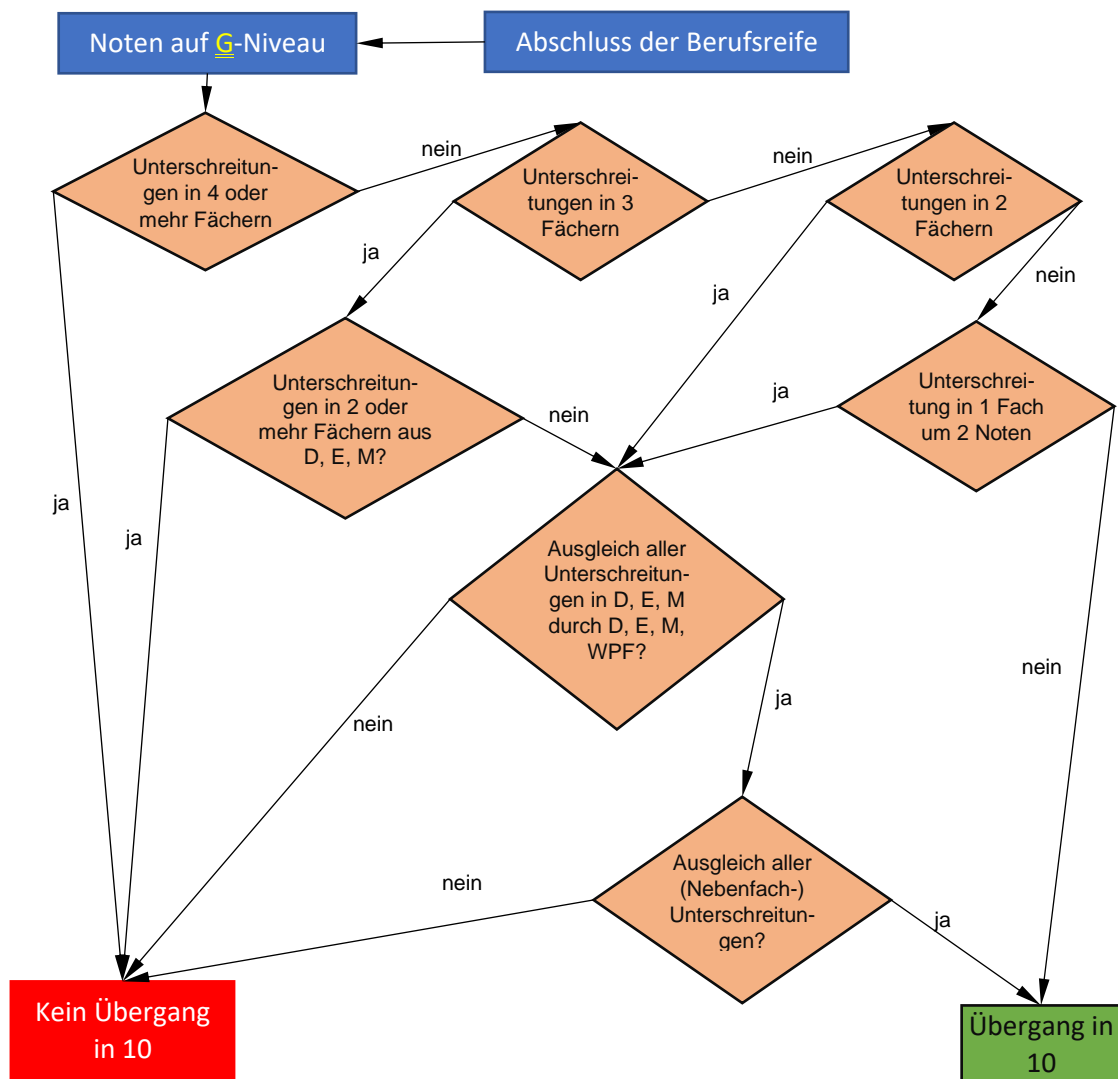 Noten auf G-Niveau
Abschluss der Berufsreife
Unterschreitun-
gen in 4 oder
mehr Fächern
nein
Unterschrei-
tungen in 3
Fächern
nein
Unterschrei-
tungen in 2
Fächern
ja
ja
nein
Unterschreitun-
gen in 2 oder
mehr Fächern aus
D, E, M?
nein
ja
Unterschrei-
tung in 1 Fach
um 2 Noten
ja
ja
Ausgleich aller
Unterschreitun-
gen in D, E, M
durch D, E, M,
WPF?
nein
nein
ja
Ausgleich aller
(Nebenfach-)
Unterschreitun-
gen?
nein
ja
Kein Übergang
in 10
Übergang in
10